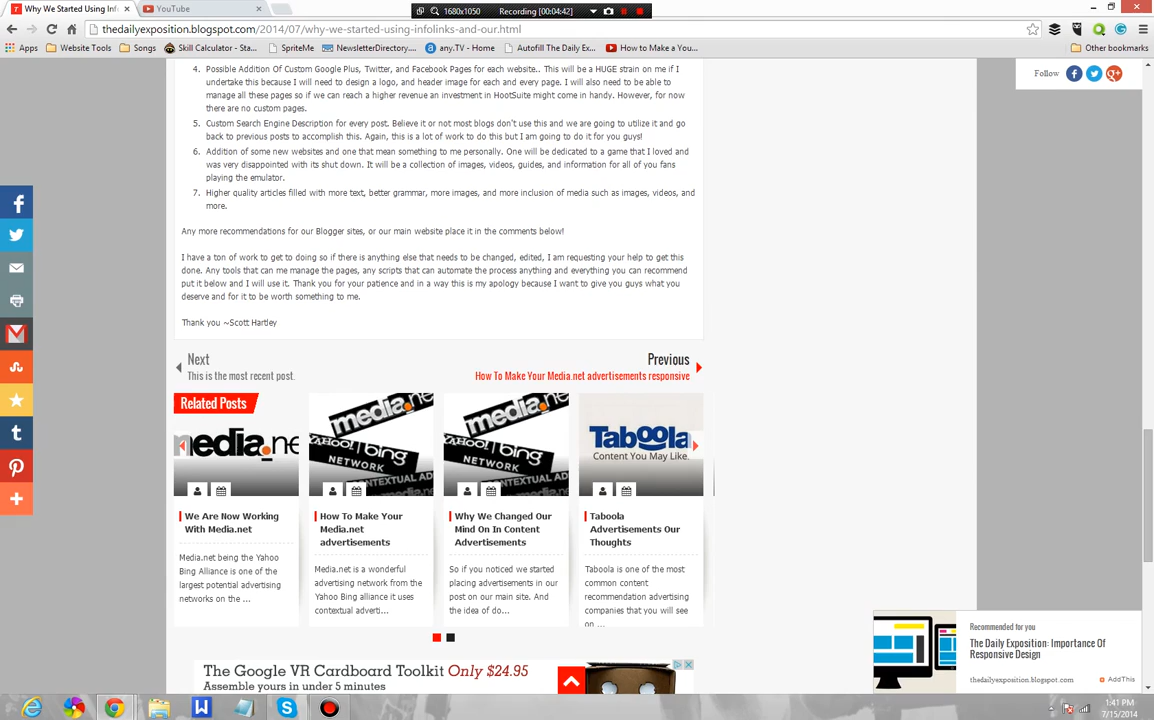 Why We Started Using Info
YouTube
1680x1050
Recording [00:04:42]
thedailyexposition.blogspot.com/2014/07/why-we-started-using-infolinks-and-our.html
Apps
Website Tools
Songs
Skill Calculator - Sta...
SpriteMe
NewsletterDirectory....
any.TV - Home
Autofill The Daily Ex...
How to Make a You...
Other bookmarks
4. Possible Addition Of Custom Google Plus, Twitter, and Facebook Pages for each website.. This will be a HUGE strain on me if I
undertake this because I will need to design a logo, and header image for each and every page. I will also need to be able to
manage all these pages so if we can reach a higher revenue an investment in HootSuite might come in handy. However, for now
there are no custom pages.
5. Custom Search Engine Description for every post. Believe it or not most blogs don't use this and we are going to utilize it and go
back to previous posts to accomplish this. Again, this is a lot of work to do this but I am going to do it for you guys!
6. Addition of some new websites and one that mean something to me personally. One will be dedicated to a game that I loved and
was very disappointed with its shut down. It will be a collection of images, videos, guides, and information for all of you fans
playing the emulator.
7. Higher quality articles filled with more text, better grammar, more images, and more inclusion of media such as images, videos, and
more.
Any more recommendations for our Blogger sites, or our main website place it in the comments below!
I have a ton of work to get to doing so if there is anything else that needs to be changed, edited, I am requesting your help to get this
done. Any tools that can me manage the pages, any scripts that can automate the process anything and everything you can recommend
put it below and I will use it. Thank you for your patience and in a way this is my apology because I want to give you guys what you
deserve and for it to be worth something to me.
Thank you ~Scott Hartley
Follow
Next
This is the most recent post.
Previous
How To Make Your Media.net advertisements responsive
Related Posts
media.ne
media.ne
YAHOO! bing
NETWORK
CONTEXTUAL AD
media.ne
YAHOO! bing
NETWORK
CONTEXTUAL AD
Taboola
Content You May Like.
We Are Now Working
With Media.net
Media.net being the Yahoo
Bing Alliance is one of the
largest potential advertising
networks on the ...
How To Make Your
Media.net
advertisements
Media.net is a wonderful
advertising network from the
Yahoo Bing alliance it uses
contextual adverti...
Why We Changed Our
Mind On In Content
Advertisements
So if you noticed we started
placing advertisements in our
post on our main site. And
the idea of do...
Taboola
Advertisements Our
Thoughts
Taboola is one of the most
common content
recommendation advertising
companies that you will see
on ...
The Google VR Cardboard Toolkit Only $24.95
Assemble yours in under 5 minutes
Recommended for you
The Daily Exposition: Importance Of
Responsive Design
thedailyexposition.blogspot.com
AddThis
1:41 PM
7/15/2014